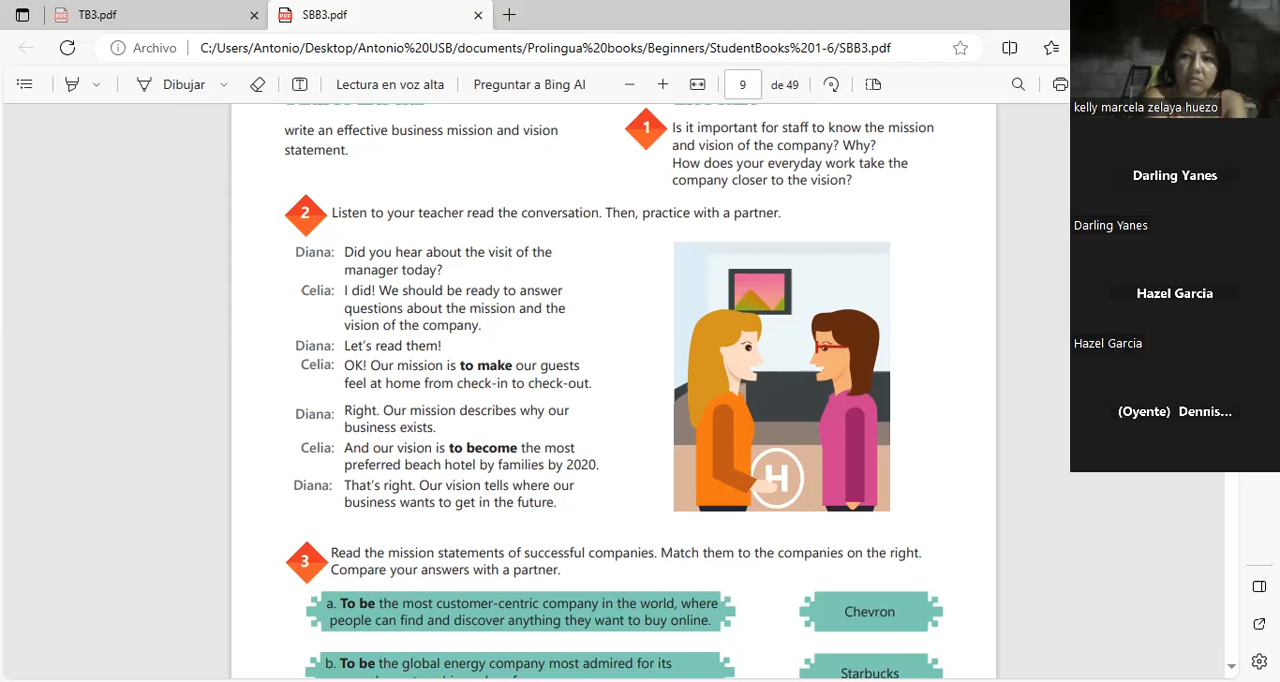 TB3.pdf
SBB3.pdf
Archivo
C:/Users/Antonio/Desktop/Antonio%20USB/documents/Prolingua%20books/Beginners/StudentBooks%201-6/SBB3.pdf
Dibujar
Lectura en voz alta
Preguntar a Bing AI
9
de 49
write an effective business mission and vision
statement.
1
Is it important for staff to know the mission
and vision of the company? Why?
How does your everyday work take the
company closer to the vision?
2
Listen to your teacher read the conversation. Then, practice with a partner.
Diana: Did you hear about the visit of the
manager today?
Celia: I did! We should be ready to answer
questions about the mission and the
vision of the company.
Diana: Let's read them!
Celia: OK! Our mission is to make our guests
feel at home from check-in to check-out.
Diana: Right. Our mission describes why our
business exists.
Celia: And our vision is to become the most
preferred beach hotel by families by 2020.
Diana: That's right. Our vision tells where our
business wants to get in the future.
H
3
Read the mission statements of successful companies. Match them to the companies on the right.
Compare your answers with a partner.
a. To be the most customer-centric company in the world, where
people can find and discover anything they want to buy online.
Chevron
b. To be the global energy company most admired for its
Starbucks
kelly marcela zelaya huezo
Darling Yanes
Darling Yanes
Hazel Garcia
Hazel Garcia
(Oyente) Dennis...